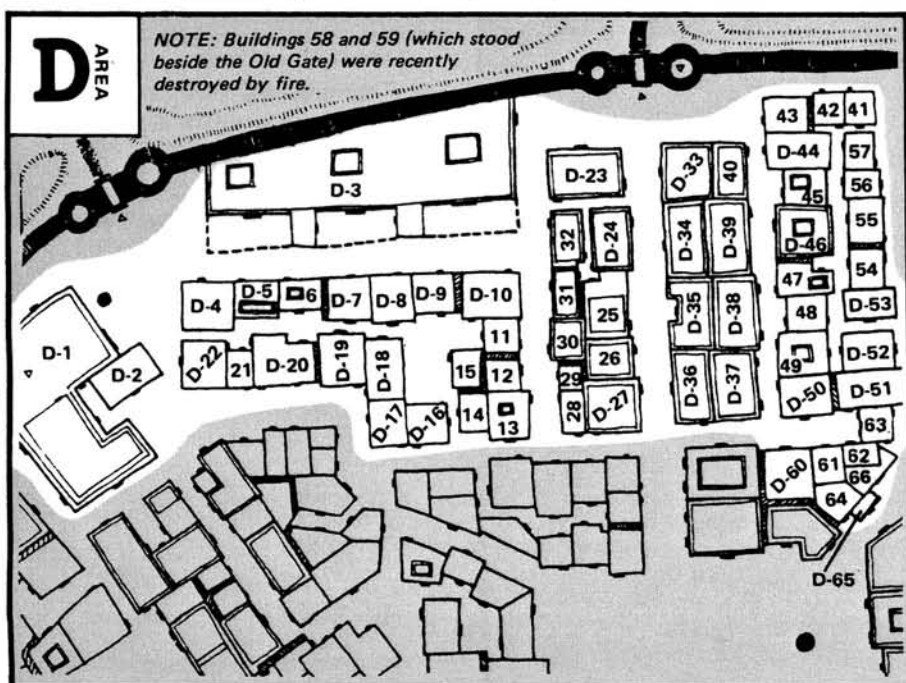 D AREA
NOTE: Buildings 58 and 59 (which stood
beside the Old Gate) were recently
destroyed by fire.
43 42 41
D-33 40 D-44 57
D-3 D-23 45 56
32 D-24 D-34 D-39 D-46 55
D-5 6 D-7 D-8 D-9 D-10 31 47 54
D-4 25 D-35 D-38 48 D-53
D-1 11 30
D-2 D-22 21 D-20 D-19 D-18 15 12 26 49 D-52
29 D-36 D-37 D-50 D-51
D-17 D-16 14 13 28 D-27 63
D-60 61 62
66
64
D-65